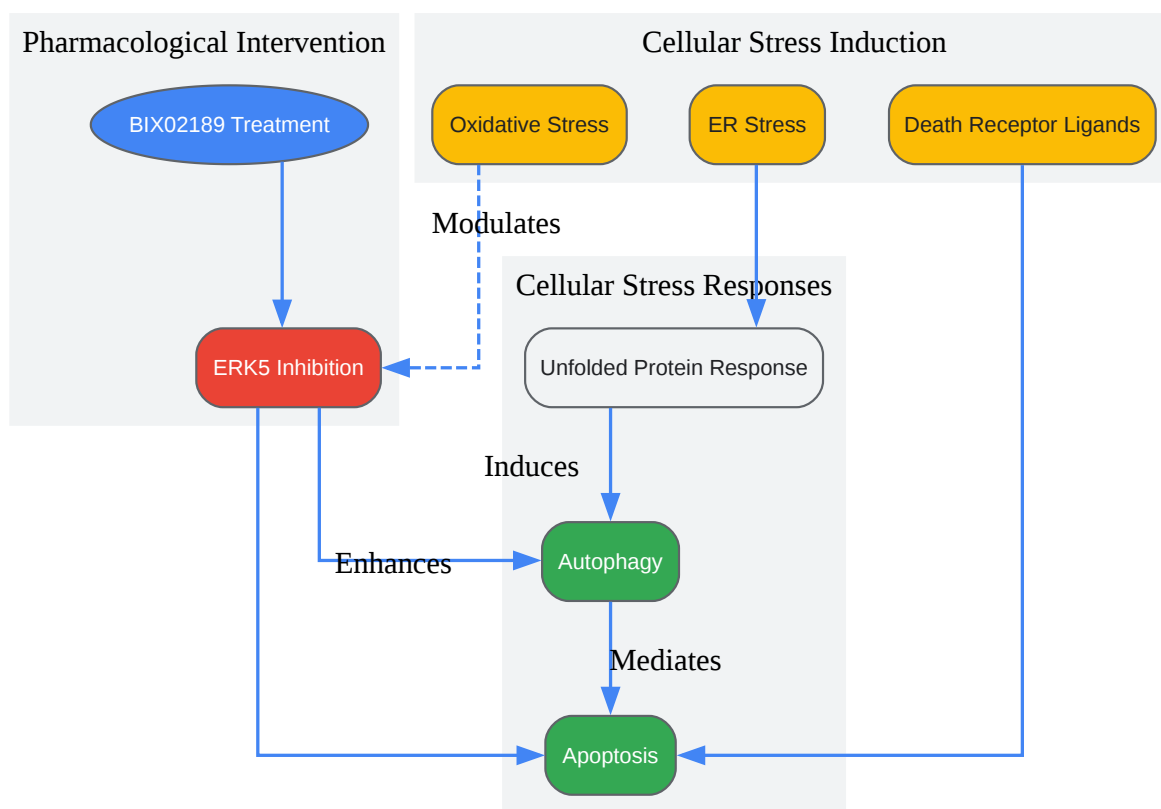 Pharmacological Intervention
Cellular Stress Induction
BIX02189 Treatment
Oxidative Stress
ER Stress
Death Receptor Ligands
Modulates
Cellular Stress Responses
ERK5 Inhibition
Unfolded Protein Response
Induces
Enhances
Autophagy
Mediates
Apoptosis